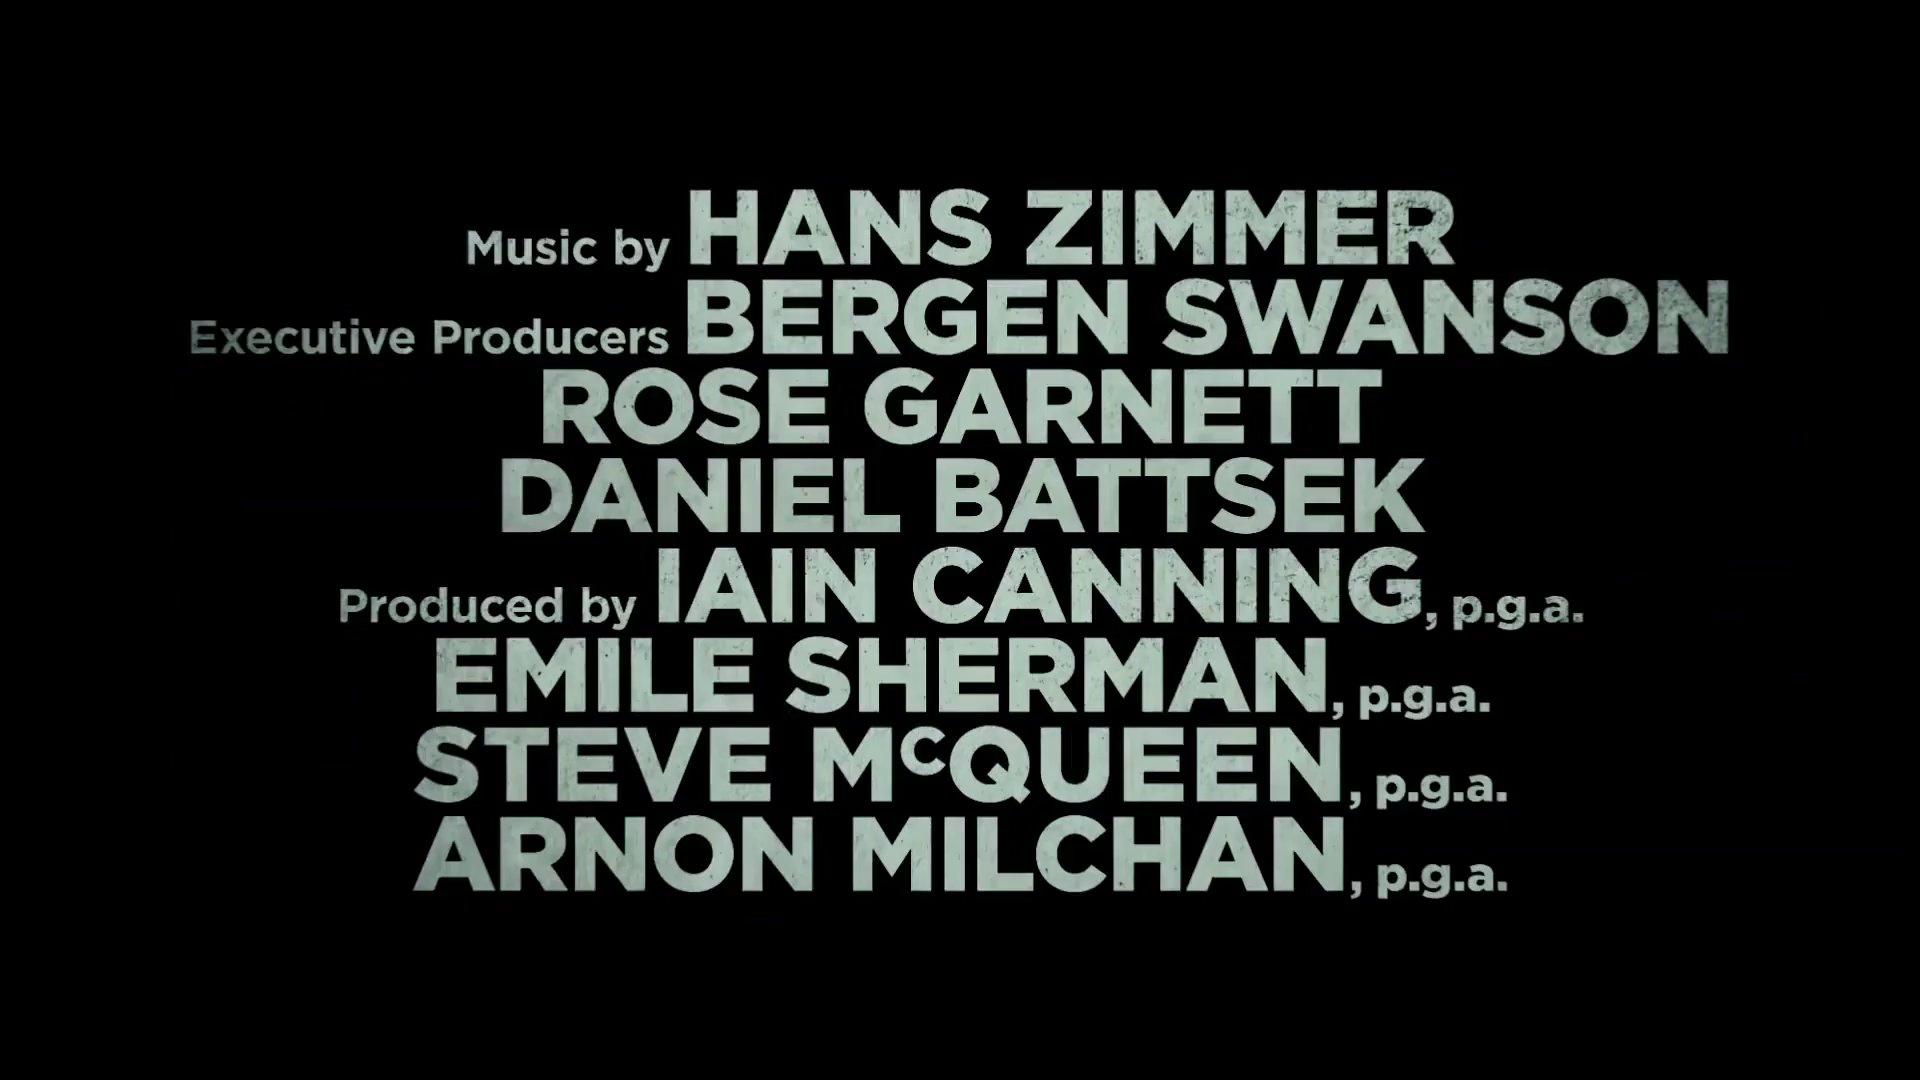 Music by HANS ZIMMER
Executive Producers BERGEN SWANSON
ROSE GARNETT
DANIEL BATTSEK
Produced by IAIN CANNING, p.g.a.
EMILE SHERMAN, p.g.a.
STEVE McQUEEN, p.g.a.
ARNON MILCHAN, p.g.a.